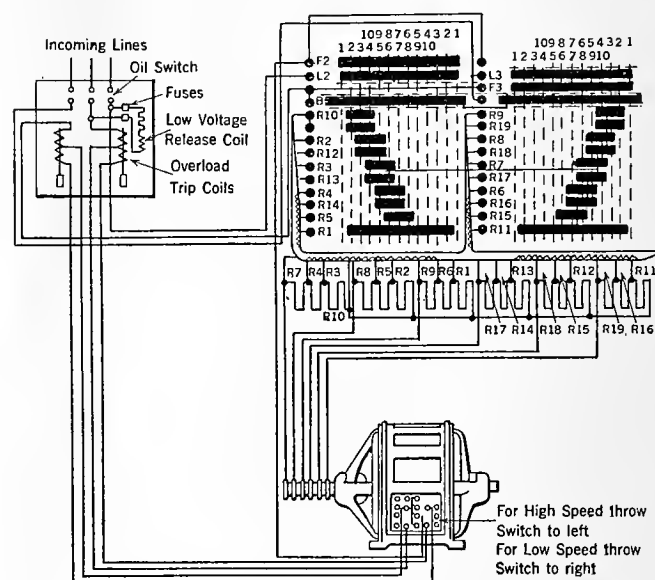 Incoming Lines
Oil Switch
Fuses
Low Voltage
Release Coil
Overload
Trip Coils
10 9 8 7 6 5 4 3 2 1
1 2 3 4 5 6 7 8 9 10
F2
L2
B
R10
R2
R12
R3
R13
R4
R14
R5
R1
10 9 8 7 6 5 4 3 2 1
1 2 3 4 5 6 7 8 9 10
L3
F3
R9
R19
R8
R18
R7
R17
R6
R16
R15
R11
R7 R4 R3 R8 R5 R2 R9 R6 R1 R13 R12 R11
R10 R17 R14 R18 R15 R19, R16
For High Speed throw
Switch to left
For Low Speed throw
Switch to right